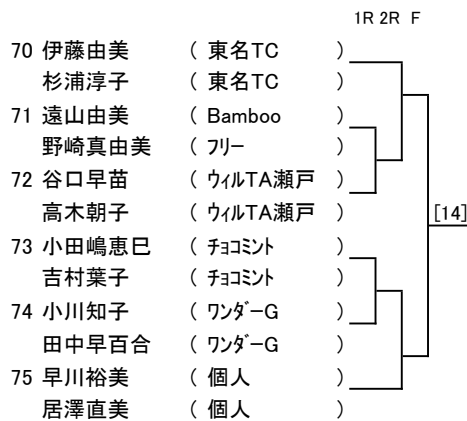 1R 2R F
70 伊藤由美 ( 東名TC )
杉浦淳子 ( 東名TC )
71 遠山由美 ( Bamboo )
野崎真由美 ( フリー )
72 谷口早苗 ( ウィルTA瀬戸 )
高木朝子 ( ウィルTA瀬戸 )
[14]
73 小田嶋恵巳 ( チョコミント )
吉村葉子 ( チョコミント )
74 小川知子 ( ワンダーG )
田中早百合 ( ワンダーG )
75 早川裕美 ( 個人 )
居澤直美 ( 個人 )